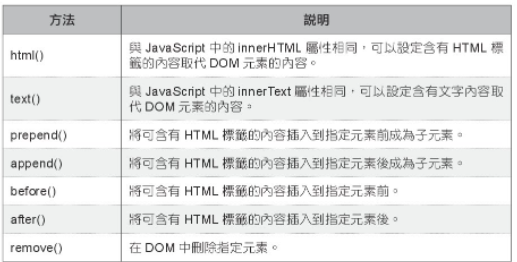 方法 說明
html() 與 JavaScript 中的 innerHTML 屬性相同，可以設定含有 HTML 標
籤的內容取代 DOM 元素的內容。
text() 與 JavaScript 中的 innerText 屬性相同，可以設定含有文字內容取
代 DOM 元素的內容。
prepend() 將可含有 HTML 標籤的內容插入到指定元素前成為子元素。
append() 將可含有 HTML 標籤的內容插入到指定元素後成為子元素。
before() 將可含有 HTML 標籤的內容插入到指定元素前。
after() 將可含有 HTML 標籤的內容插入到指定元素後。
remove() 在 DOM 中刪除指定元素。